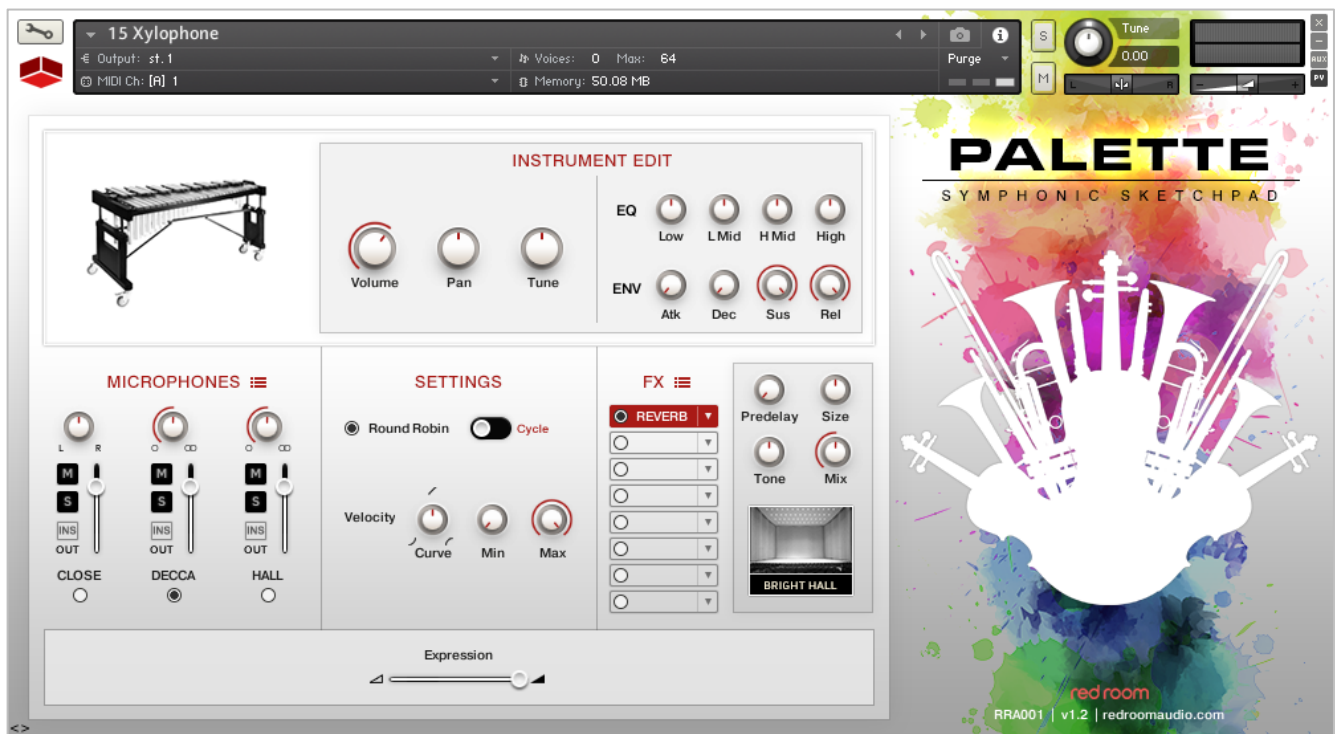 15 Xylophone
Output: st. 1
Voices: 0 Max: 64
Purge
MIDI Ch: [A] 1
Memory: 50.08 MB
S
M
Tune
0.00
L R
- +
×
-
AUX
PV
INSTRUMENT EDIT
Volume Pan Tune
EQ
Low L Mid H Mid High
ENV
Atk Dec Sus Rel
MICROPHONES
L R
M M M
S S S
INS INS INS
OUT OUT OUT
CLOSE DECCA HALL
SETTINGS
Round Robin Cycle
Velocity
Curve Min Max
FX
REVERB
Predelay Size
Tone Mix
BRIGHT HALL
Expression
PALETTE
SYMPHONIC SKETCHPAD
red room
RRA001 | v1.2 | redroomaudio.com
<>